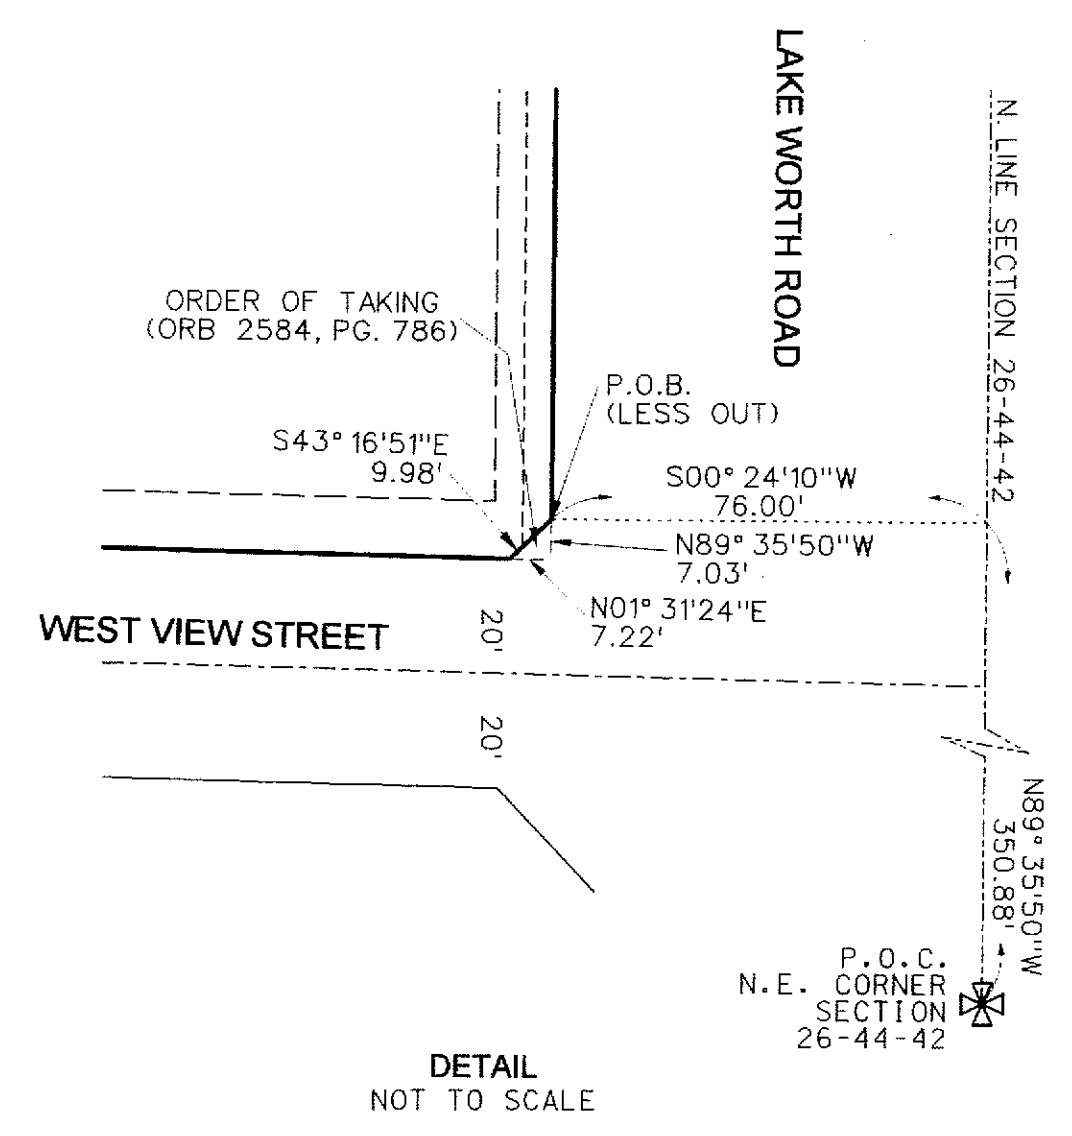 LAKE WORTH ROAD
N. LINE SECTION 26-44-42
ORDER OF TAKING
(ORB 2584, PG. 786)
P.O.B.
(LESS OUT)
S43° 16'51"E
9.98'
S00° 24'10"W
76.00'
N89° 35'50"W
7.03'
N01° 31'24"E
7.22'
WEST VIEW STREET
20'
20'
N89° 35'50"W
350.88'
P.O.C.
N.E. CORNER
SECTION
26-44-42
DETAIL
NOT TO SCALE